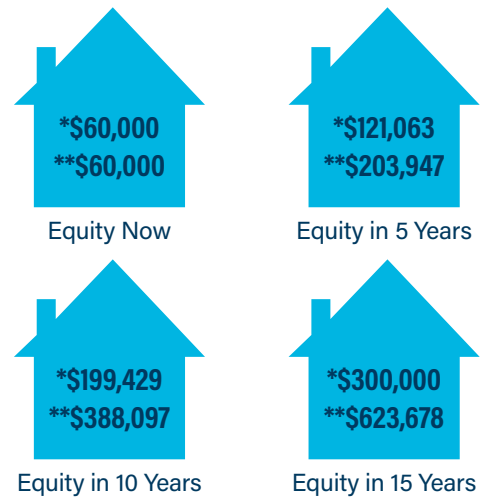 *$60,000
**$60,000
Equity Now
*$121,063
**$203,947
Equity in 5 Years
*$199,429
**$388,097
Equity in 10 Years
*$300,000
**$623,678
Equity in 15 Years